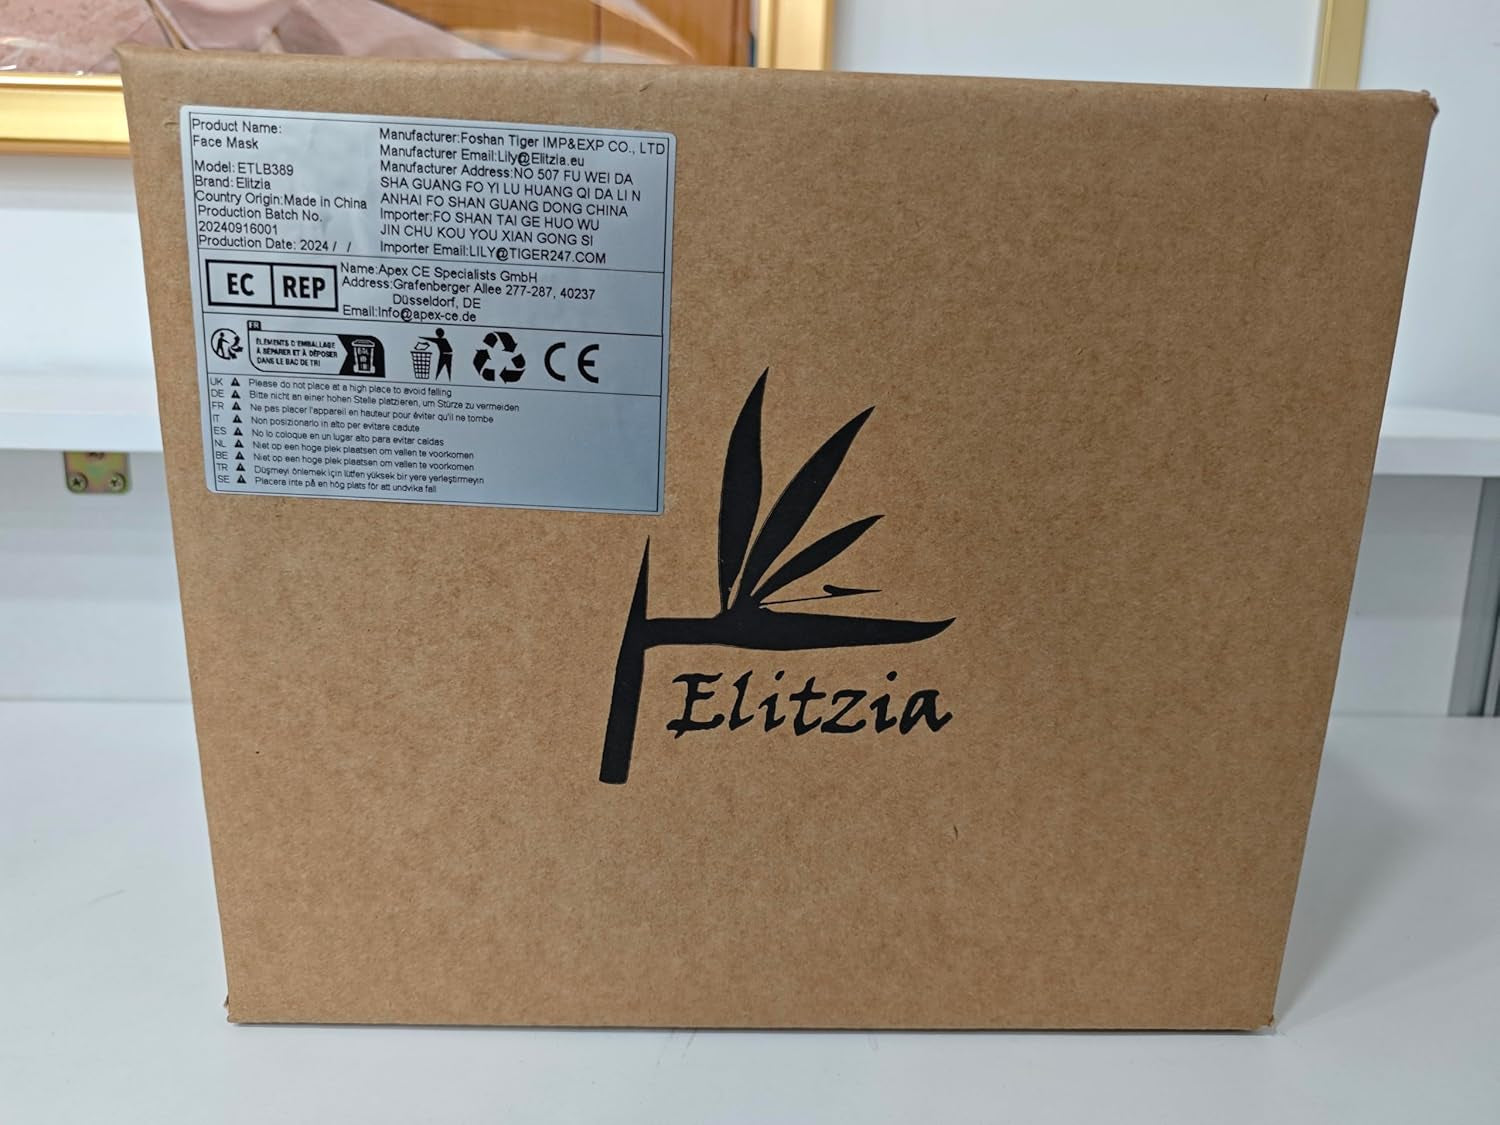 Product Name:
Face Mask
Model: ETLB389
Brand: Elitzia
Country Origin:Made in China
Production Batch No.
20240916001
Production Date: 2024 /  /
Manufacturer:Foshan Tiger IMP&EXP CO., LTD
Manufacturer Email:Lily@Elitzia.eu
Manufacturer Address:NO 507 FU WEI DA
SHA GUANG FO YI LU HUANG QI DA LI N
ANHAI FO SHAN GUANG DONG CHINA
Importer:FO SHAN TAI GE HUO WU
JIN CHU KOU YOU XIAN GONG SI
Importer Email:LILY@TIGER247.COM
EC REP
Name:Apex CE Specialists GmbH
Address:Grafenberger Allee 277-287, 40237
Düsseldorf, DE
Email:Info@apex-ce.de
FR
ÉLÉMENTS D'EMBALLAGE
À SÉPARER ET À DÉPOSER
DANS LE BAC DE TRI
CE
UK Please do not place at a high place to avoid falling
DE Bitte nicht an einer hohen Stelle platzieren, um Stürze zu vermeiden
FR Ne pas placer l'appareil en hauteur pour éviter qu'il ne tombe
IT Non posizionarlo in alto per evitare cadute
ES No lo coloque en un lugar alto para evitar caídas
NL Niet op een hoge plek plaatsen om vallen te voorkomen
BE Niet op een hoge plek plaatsen om vallen te voorkomen
TR Düşmeyi önlemek için lütfen yüksek bir yere yerleştirmeyin
SE Placera inte på en hög plats för att undvika fall
Elitzia